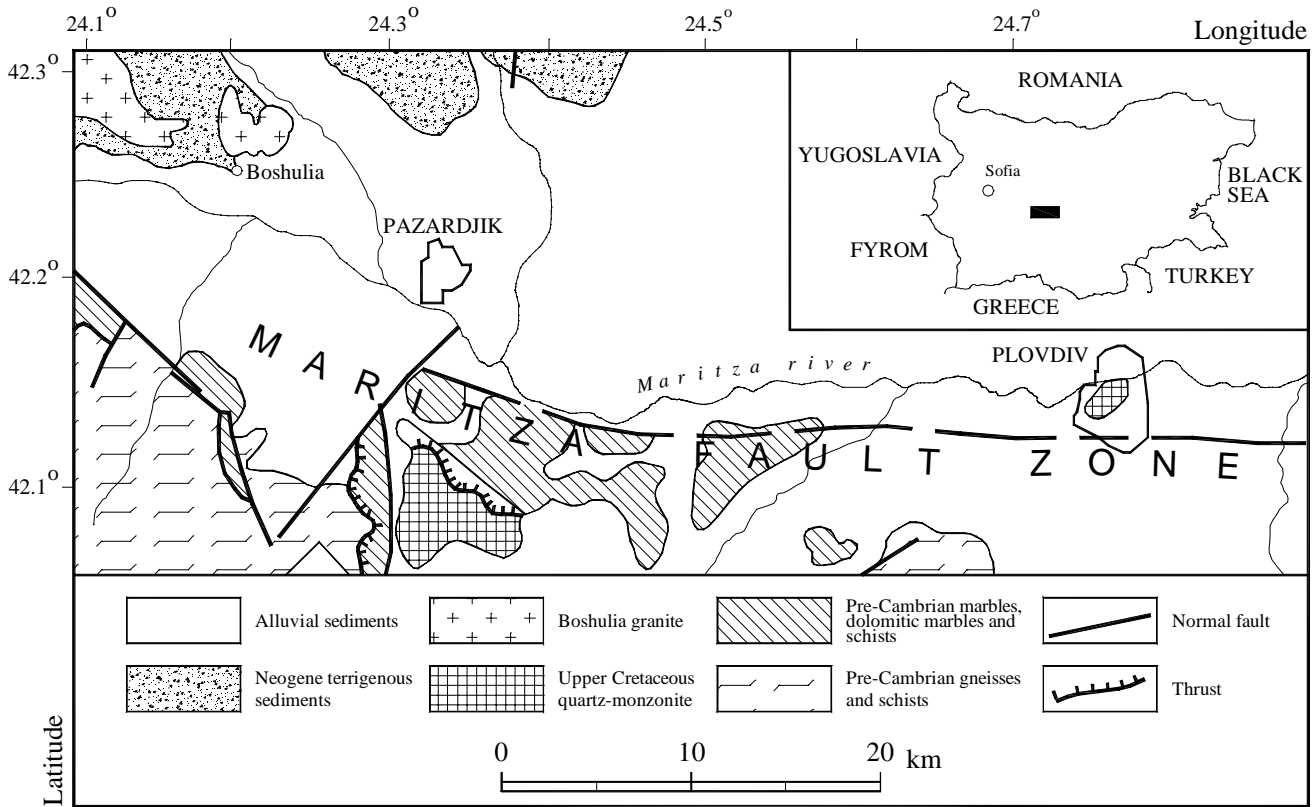 24.1°
24.3°
24.5°
24.7°
Longitude
42.3°
42.2°
42.1°
Latitude
Boshulia
PAZARDJIK
Maritza river
PLOVDIV
MARITZA FAULT ZONE
ROMANIA
YUGOSLAVIA
Sofia
BLACK
SEA
FYROM
TURKEY
GREECE
Alluvial sediments
Neogene terrigenous
sediments
Boshulia granite
Upper Cretaceous
quartz-monzonite
Pre-Cambrian marbles,
dolomitic marbles and
schists
Pre-Cambrian gneisses
and schists
Normal fault
Thrust
0
10
20
km